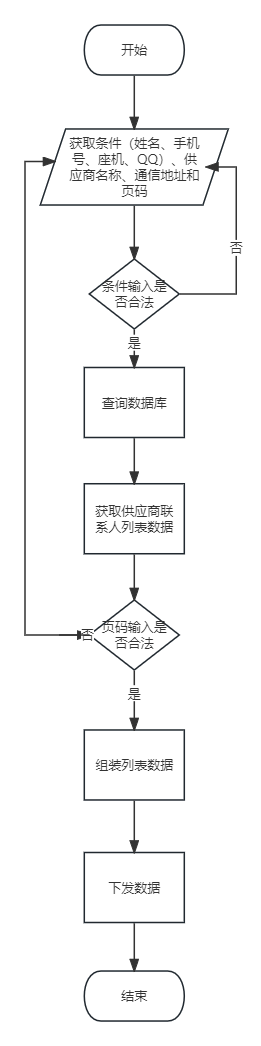 开始
获取条件（姓名、手机
号、座机、QQ）、供
应商名称、通信地址和
页码
否
条件输入是
否合法
是
查询数据库
获取供应商联
系人列表数据
否
页码输入是
否合法
是
组装列表数据
下发数据
结束